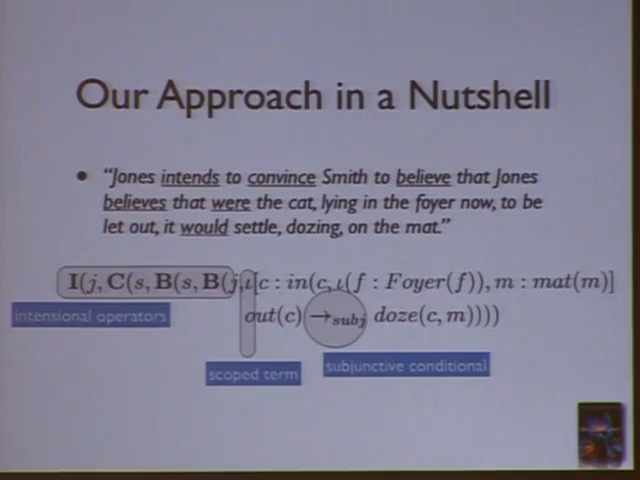 Our Approach in a Nutshell
• “Jones intends to convince Smith to believe that Jones
believes that were the cat, lying in the foyer now, to be
let out, it would settle, dozing, on the mat.”
I(j, C(s, B(s, B(j, ι[c : in(c, ι(f : Foyer(f)), m : mat(m)]
out(c) →subj doze(c, m))))
intensional operators
scoped term
subjunctive conditional